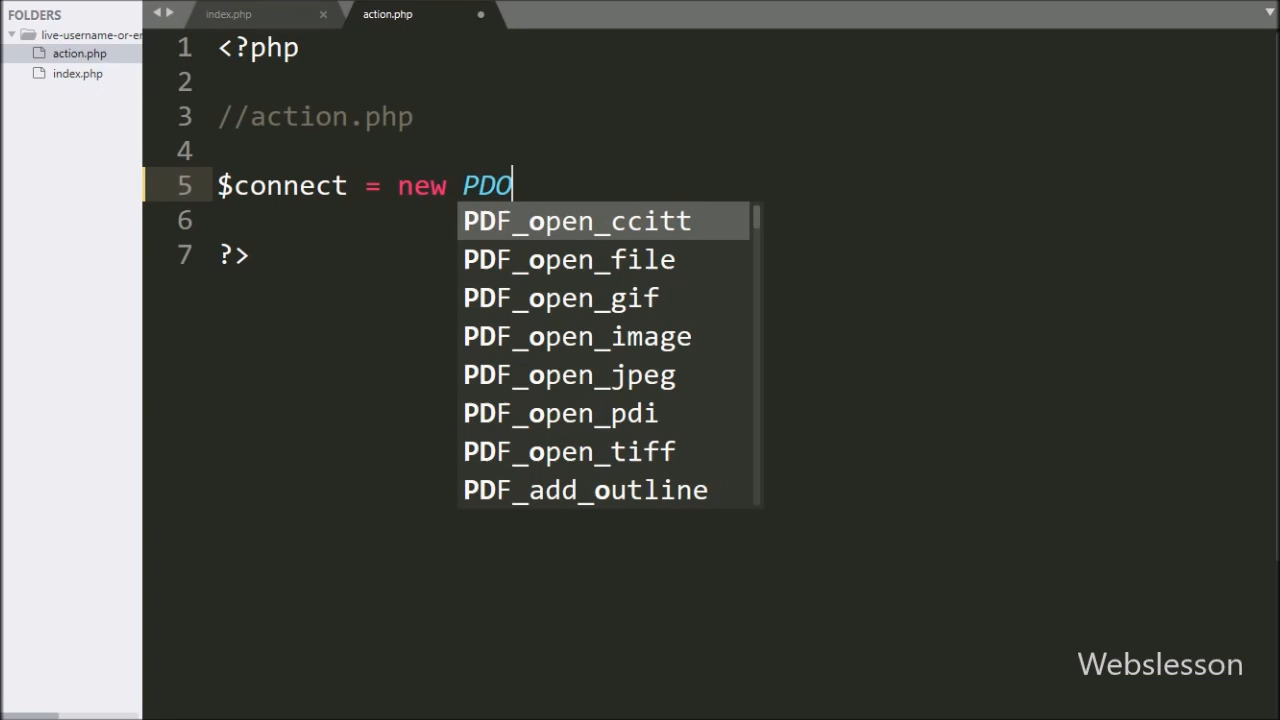 FOLDERS
live-username-or-er
action.php
index.php
index.php
action.php
1 <?php
2
3 //action.php
4
5 $connect = new PDO
6
7 ?>
PDF_open_ccitt
PDF_open_file
PDF_open_gif
PDF_open_image
PDF_open_jpeg
PDF_open_pdi
PDF_open_tiff
PDF_add_outline
Webslesson